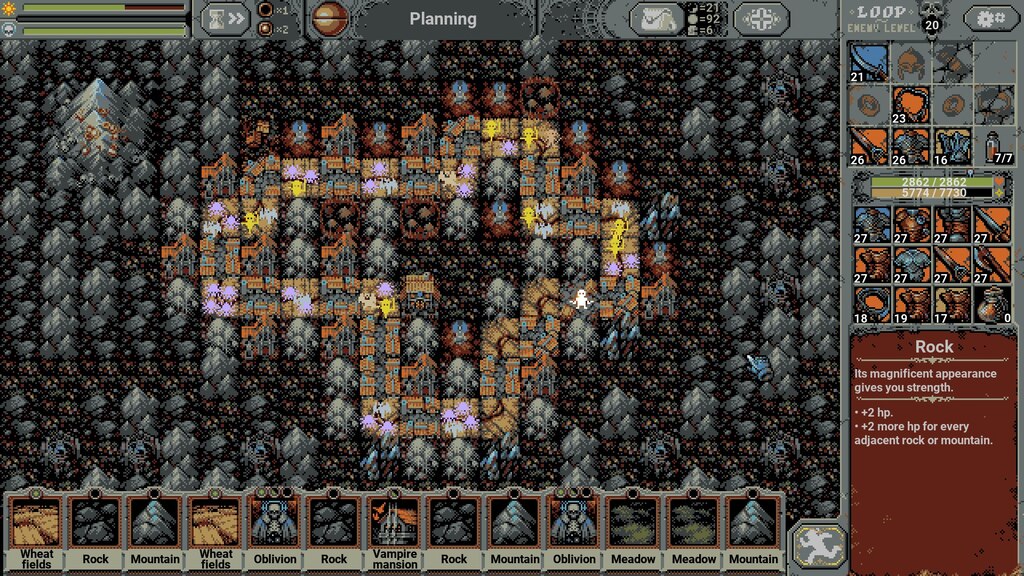 ×1
×2
Planning
=21
=92
=6
LOOP
ENEMY LEVEL
20
21
23
26
26
16
7/7
2862 / 2862
5774 / 7730
27
27
27
27
27
27
27
27
18
19
17
0
Rock
Its magnificent appearance
gives you strength.
• +2 hp.
• +2 more hp for every
adjacent rock or mountain.
Wheat
fields
Rock
Mountain
Wheat
fields
Oblivion
Rock
Vampire
mansion
Rock
Mountain
Oblivion
Meadow
Meadow
Mountain